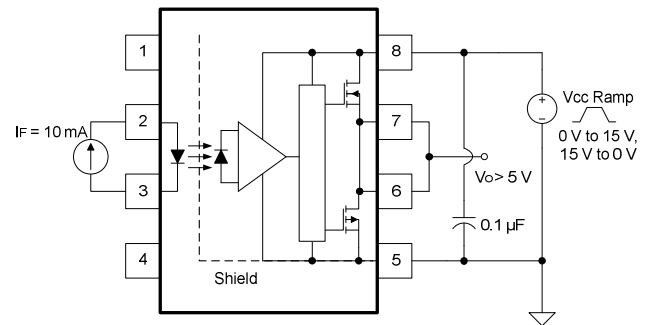 1
8
2
7
IF = 10 mA
3
6
4
5
Shield
VO > 5 V
0.1 µF
+
−
Vcc Ramp
0 V to 15 V,
15 V to 0 V